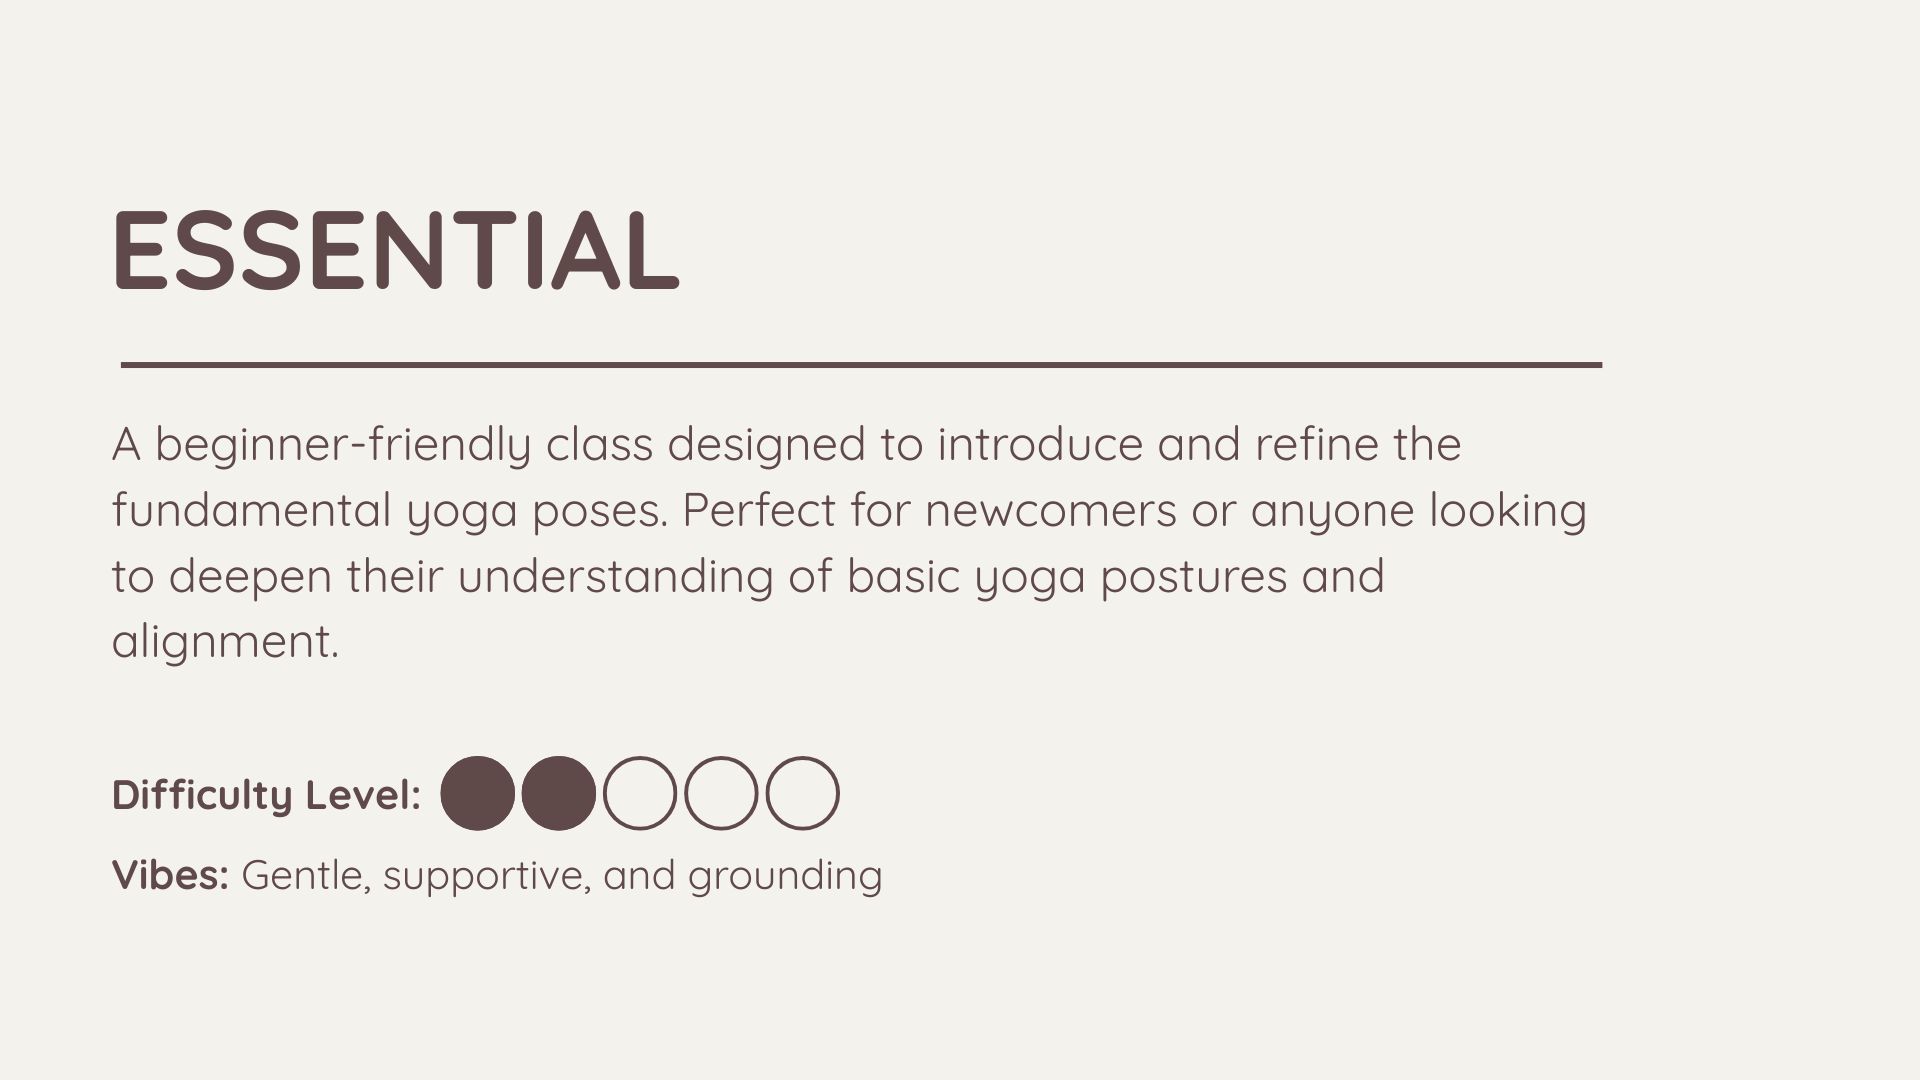 ESSENTIAL
A beginner-friendly class designed to introduce and refine the
fundamental yoga poses. Perfect for newcomers or anyone looking
to deepen their understanding of basic yoga postures and
alignment.
Difficulty Level:
Vibes: Gentle, supportive, and grounding